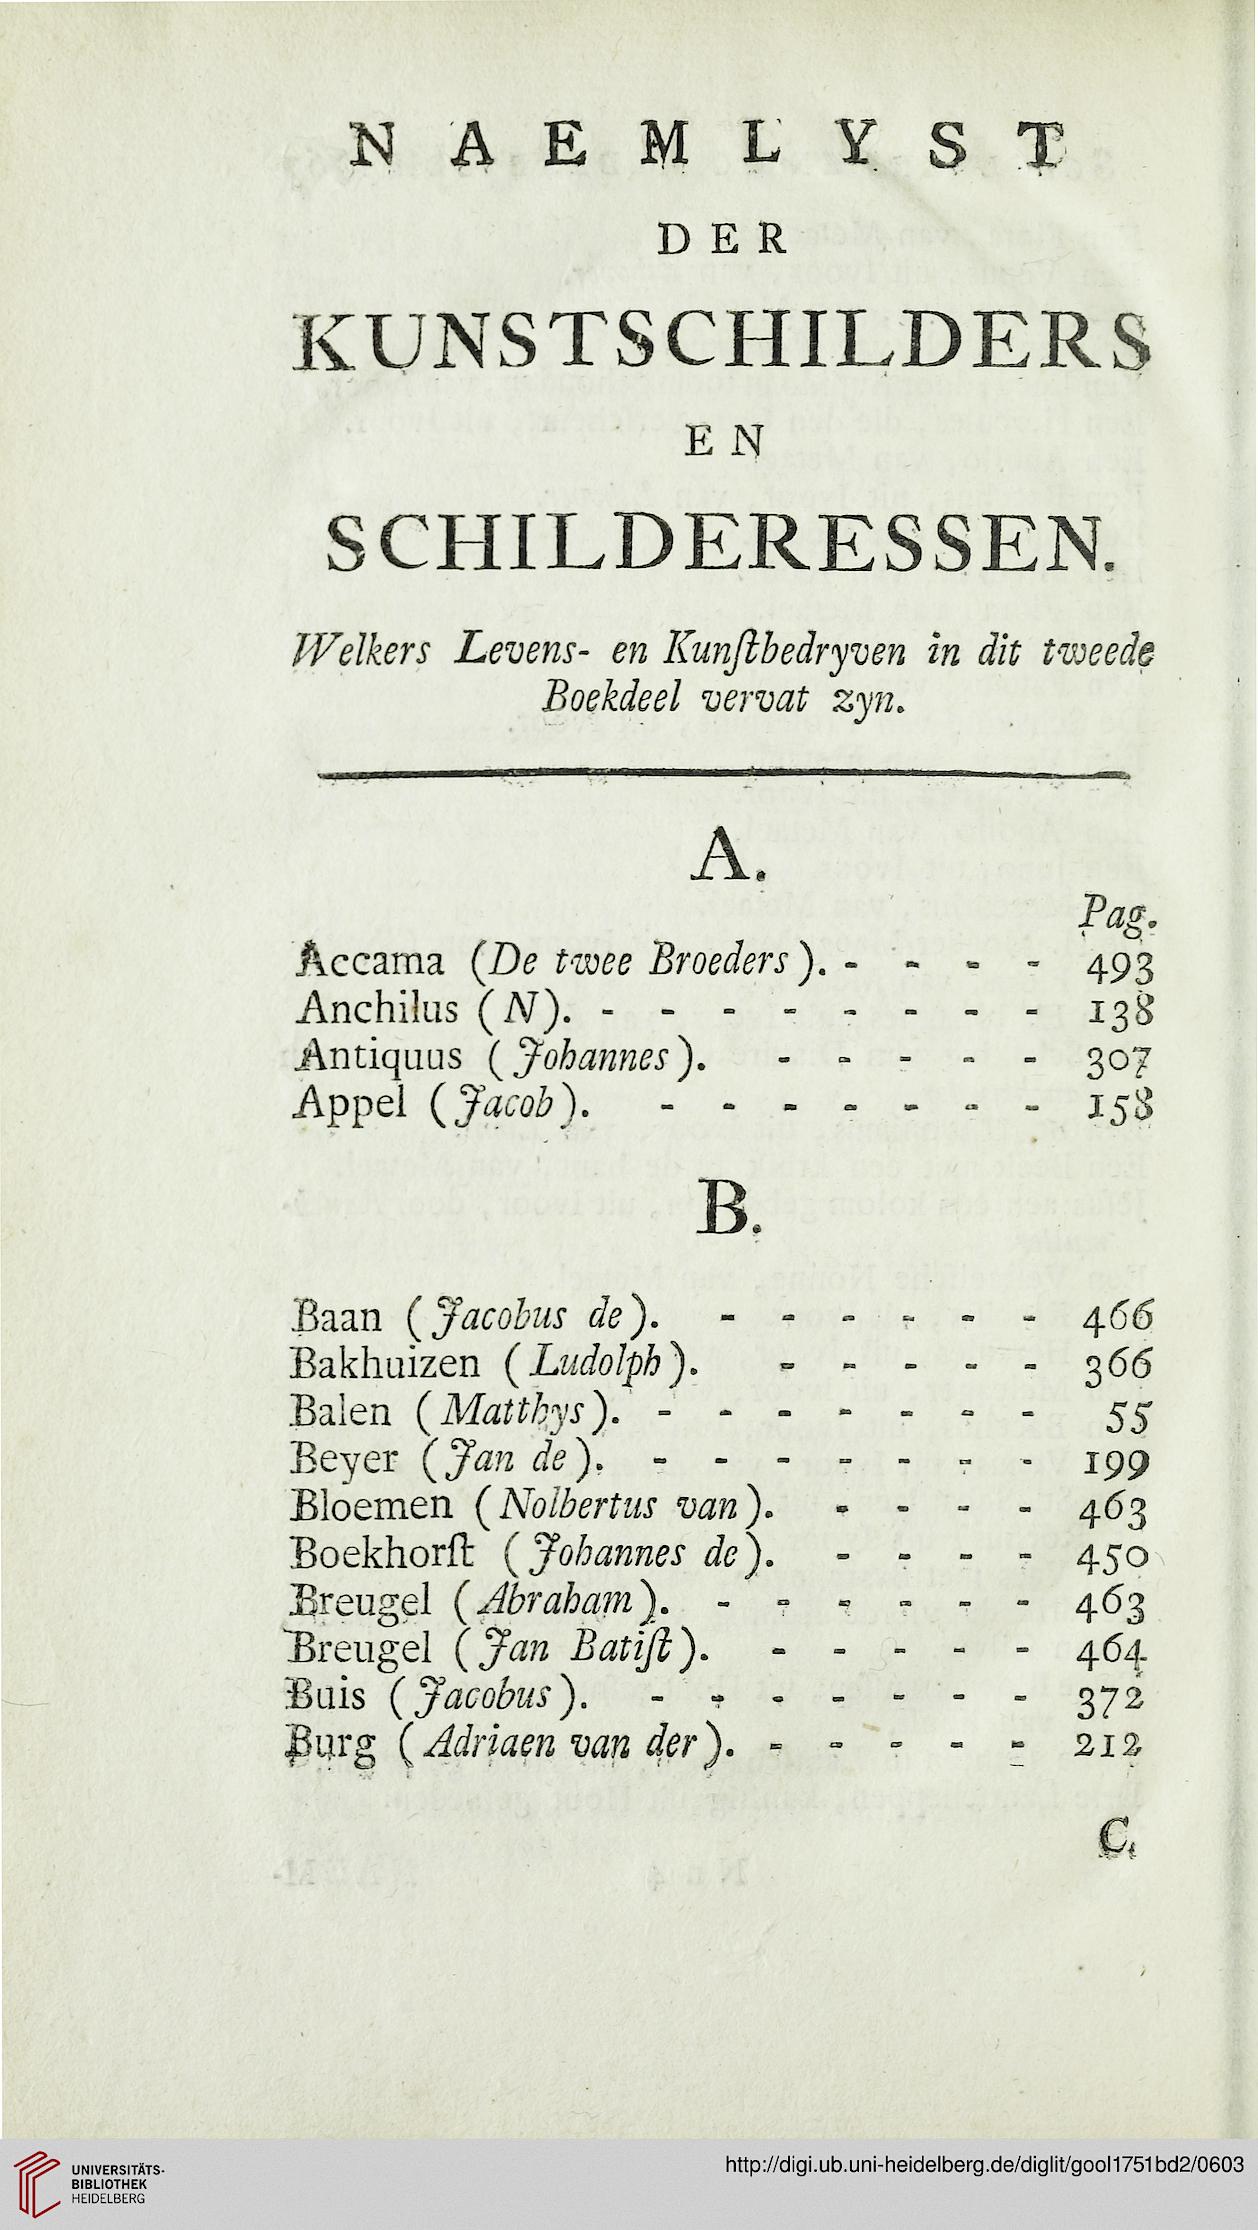 NAEMLYST
DER
KUNSTSCHILDERS
EN
SCHILDERESSEN.
Welkers Levens- en Kunſtbedryven in dit tweede
Boekdeel vervat zyn.
A.
Pag.
Accama (De twee Broeders). - - - - 493
Anchilus (N). - - - - - - - - 138
Antiquus (Johannes). - - - - - 307
Appel (Jacob). - - - - - - - 158
B.
Baan (Jacobus de). - - - - - - 466
Bakhuizen (Ludolph). - - - - - 366
Balen (Matthys). - - - - - - - 55
Beyer (Jan de). - - - - - - - 199
Bloemen (Nolbertus van). - - - - 463
Boekhorſt (Johannes de). - - - - 450
Breugel (Abraham). - - - - - - 463
Breugel (Jan Batiſt). - - - - - 464
Buis (Jacobus). - - - - - - - 372
Burg (Adriaen van der). - - - - - 212
C.
UNIVERSITÄTS-
BIBLIOTHEK
HEIDELBERG
http://digi.ub.uni-heidelberg.de/diglit/gool1751bd2/0603